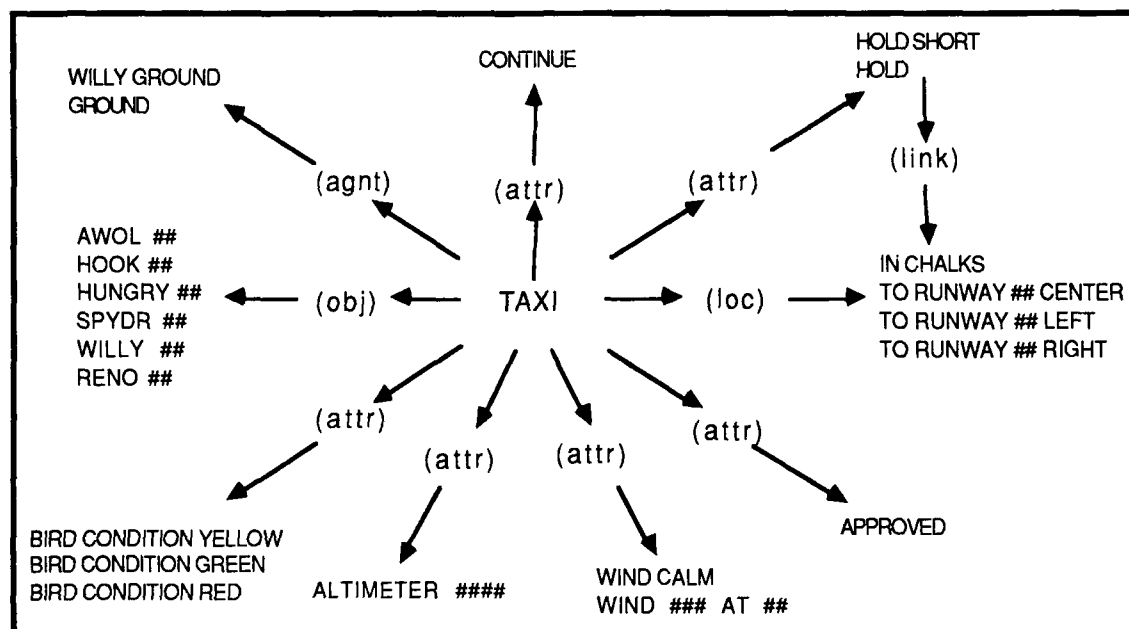 WILLY GROUND
GROUND
CONTINUE
HOLD SHORT
HOLD
(agnt)
(attr)
(attr)
(link)
AWOL ##
HOOK ##
HUNGRY ##
SPYDR ##
WILLY ##
RENO ##
(obj)
TAXI
(loc)
IN CHALKS
TO RUNWAY ## CENTER
TO RUNWAY ## LEFT
TO RUNWAY ## RIGHT
(attr)
(attr)
(attr)
(attr)
BIRD CONDITION YELLOW
BIRD CONDITION GREEN
BIRD CONDITION RED
ALTIMETER ####
WIND CALM
WIND ### AT ##
APPROVED